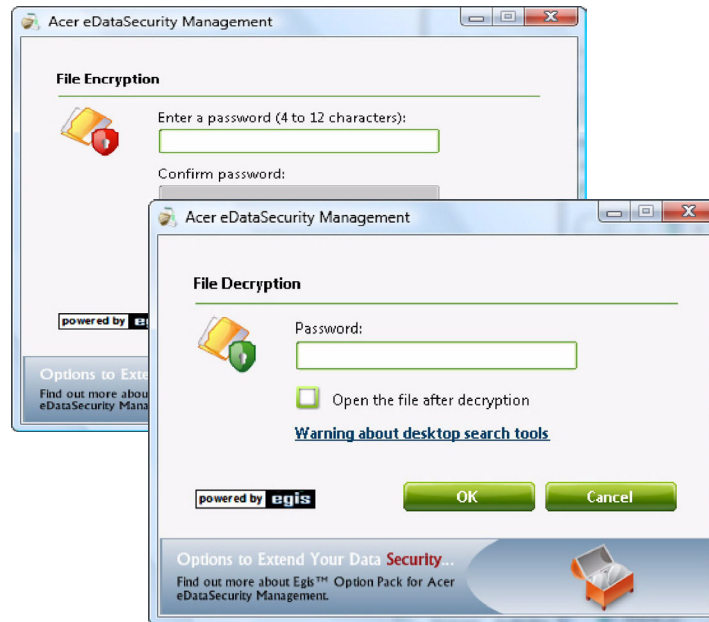 Acer eDataSecurity Management
File Encryption
Enter a password (4 to 12 characters):
Confirm password:
powered by
Options to
Find out more
eDataSecurity
Acer eDataSecurity Management
File Decryption
Password:
Open the file after decryption
Warning about desktop search tools
powered by egis
OK Cancel
Options to Extend Your Data Security...
Find out more about Egis™ Option Pack for Acer
eDataSecurity Management.